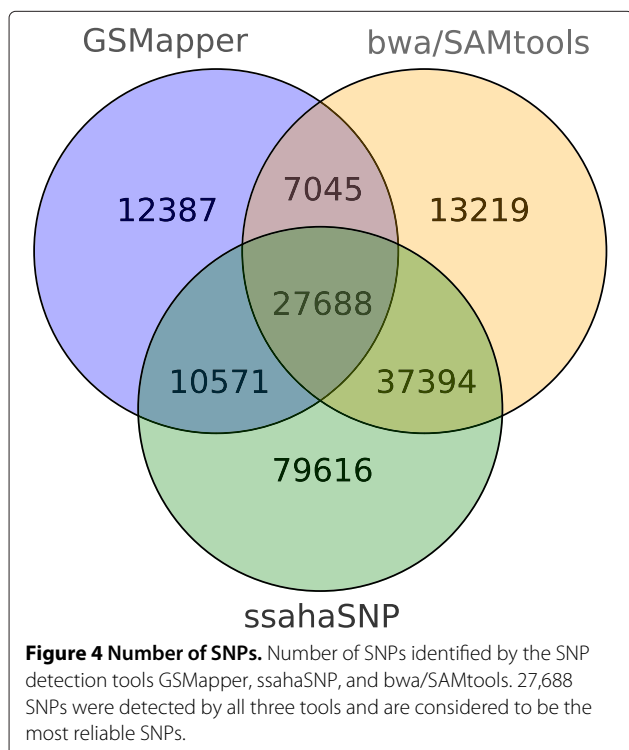 GSMapper
bwa/SAMtools
7045
12387
13219
27688
10571
37394
79616
ssahaSNP
Figure 4 Number of SNPs. Number of SNPs identified by the SNP
detection tools GSMapper, ssahaSNP, and bwa/SAMtools. 27,688
SNPs were detected by all three tools and are considered to be the
most reliable SNPs.